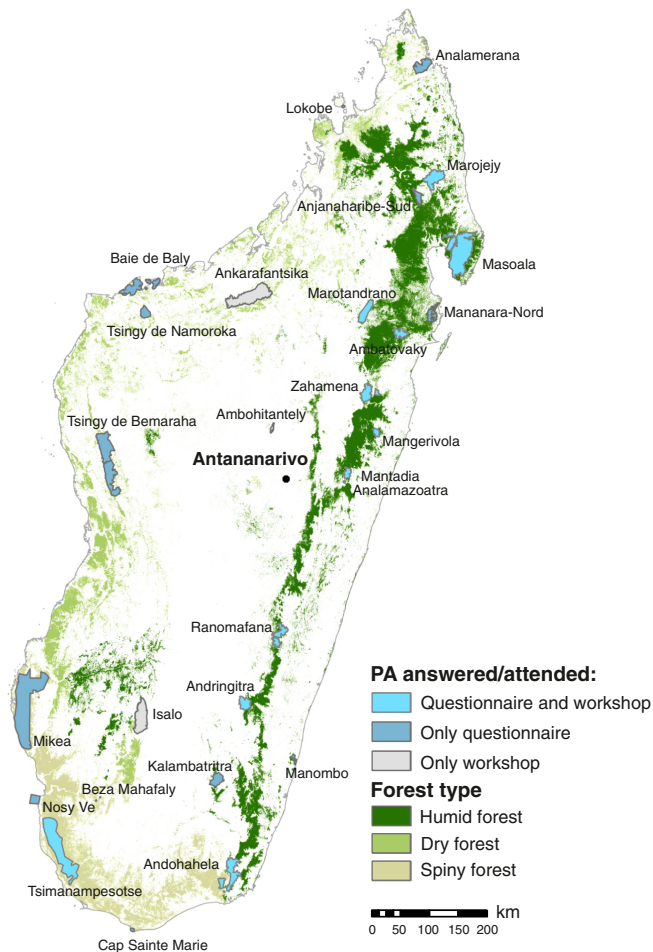 Analamerana
Lokobe
Marojejy
Anjanaharibe-Sud
Baie de Baly
Ankarafantsika
Masoala
Marotandrano
Mananara-Nord
Tsingy de Namoroka
Ambatovaky
Zahamena
Ambohitantely
Tsingy de Bemaraha
Mangerivola
Antananarivo
Mantadia
Analamazoatra
Ranomafana
PA answered/attended:
Questionnaire and workshop
Only questionnaire
Only workshop
Forest type
Humid forest
Dry forest
Spiny forest
km
0 50 100 150 200
Andringitra
Isalo
Mikea
Kalambatritra
Manombo
Beza Mahafaly
Nosy Ve
Andohahela
Tsimanampesotse
Cap Sainte Marie